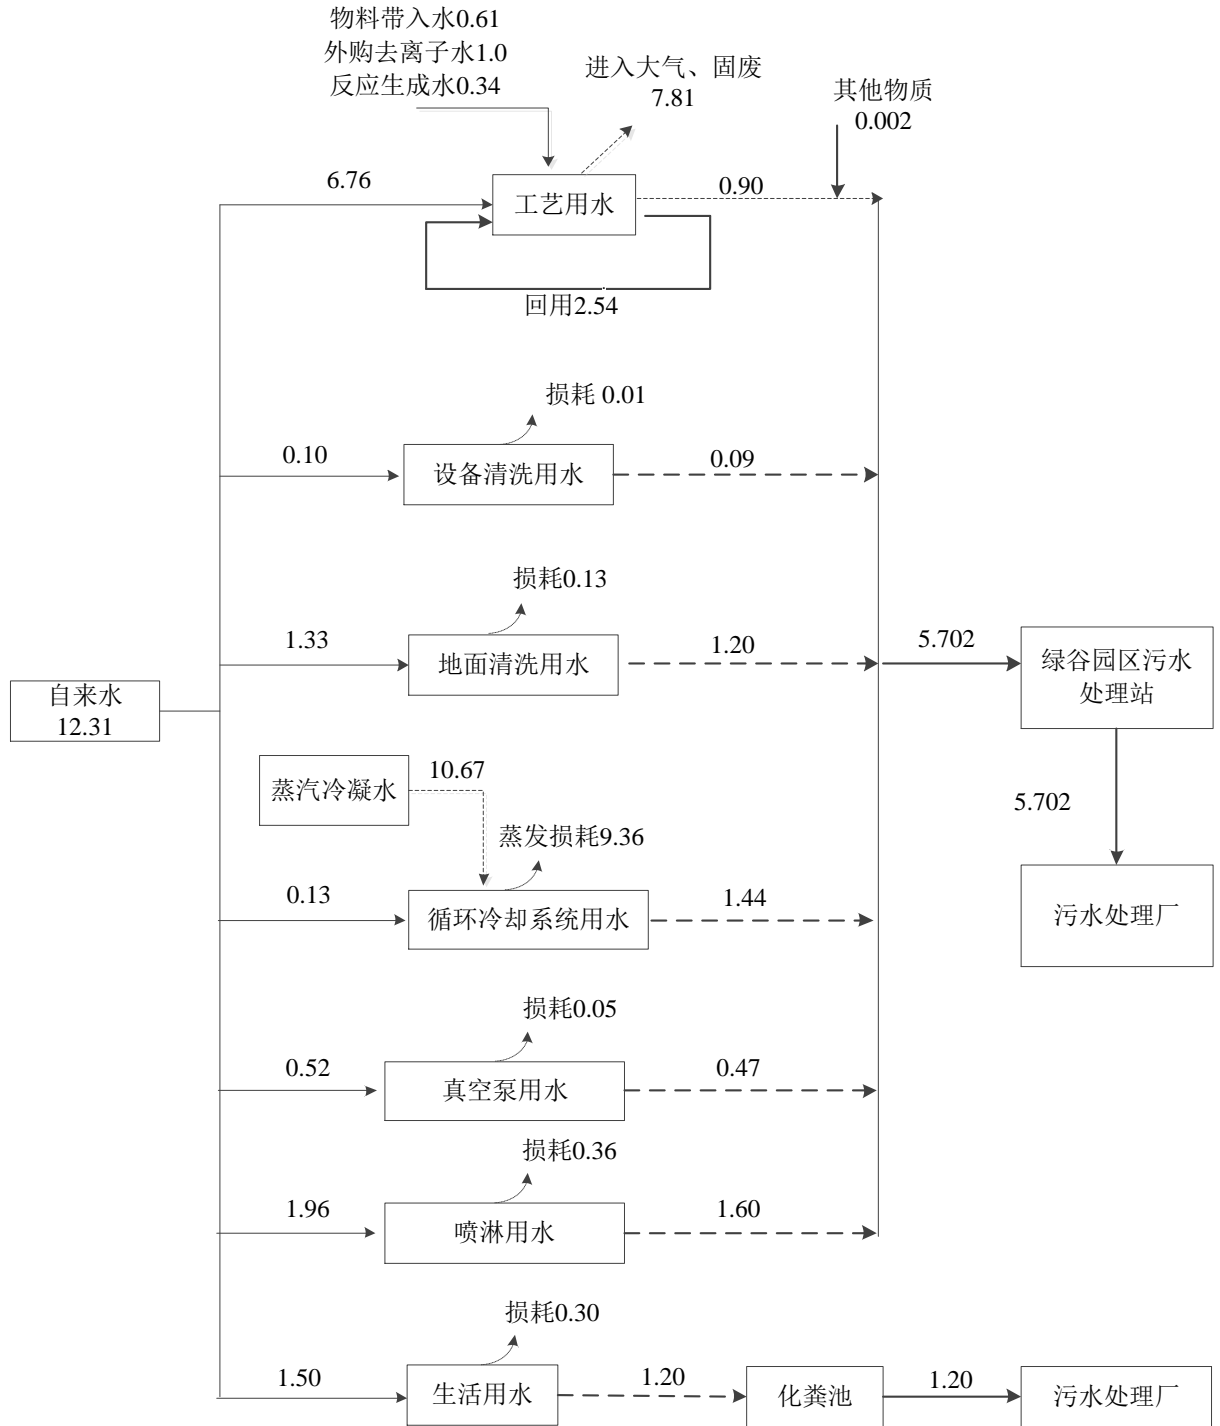 物料带入水0.61
外购去离子水1.0
反应生成水0.34
进入大气、固废
7.81
其他物质
0.002
6.76
工艺用水
0.90
回用2.54
损耗 0.01
0.10
设备清洗用水
0.09
损耗0.13
1.33
地面清洗用水
1.20
5.702
绿谷园区污水
处理站
自来水
12.31
蒸汽冷凝水
10.67
5.702
蒸发损耗9.36
0.13
循环冷却系统用水
1.44
污水处理厂
损耗0.05
0.52
真空泵用水
0.47
损耗0.36
1.96
喷淋用水
1.60
损耗0.30
1.50
生活用水
1.20
化粪池
1.20
污水处理厂